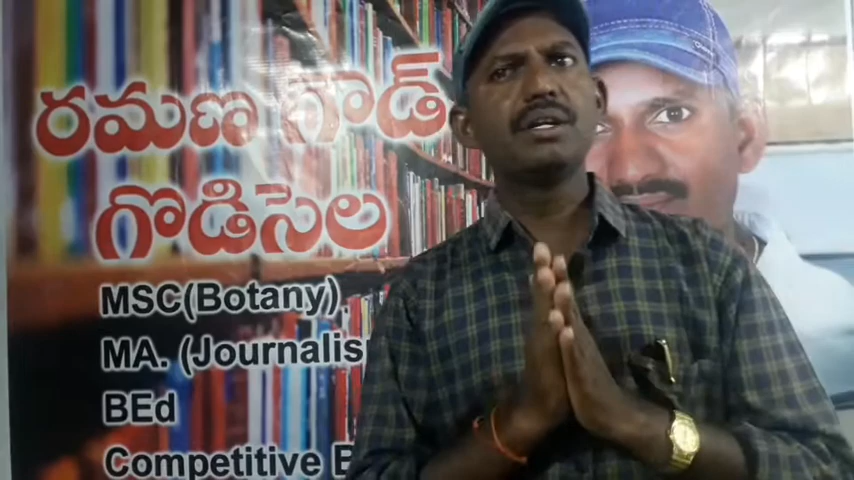 రమణ గౌడ్
గొడిసెల
MSC (Botany)
MA. (Journalis
BEd
Competitive